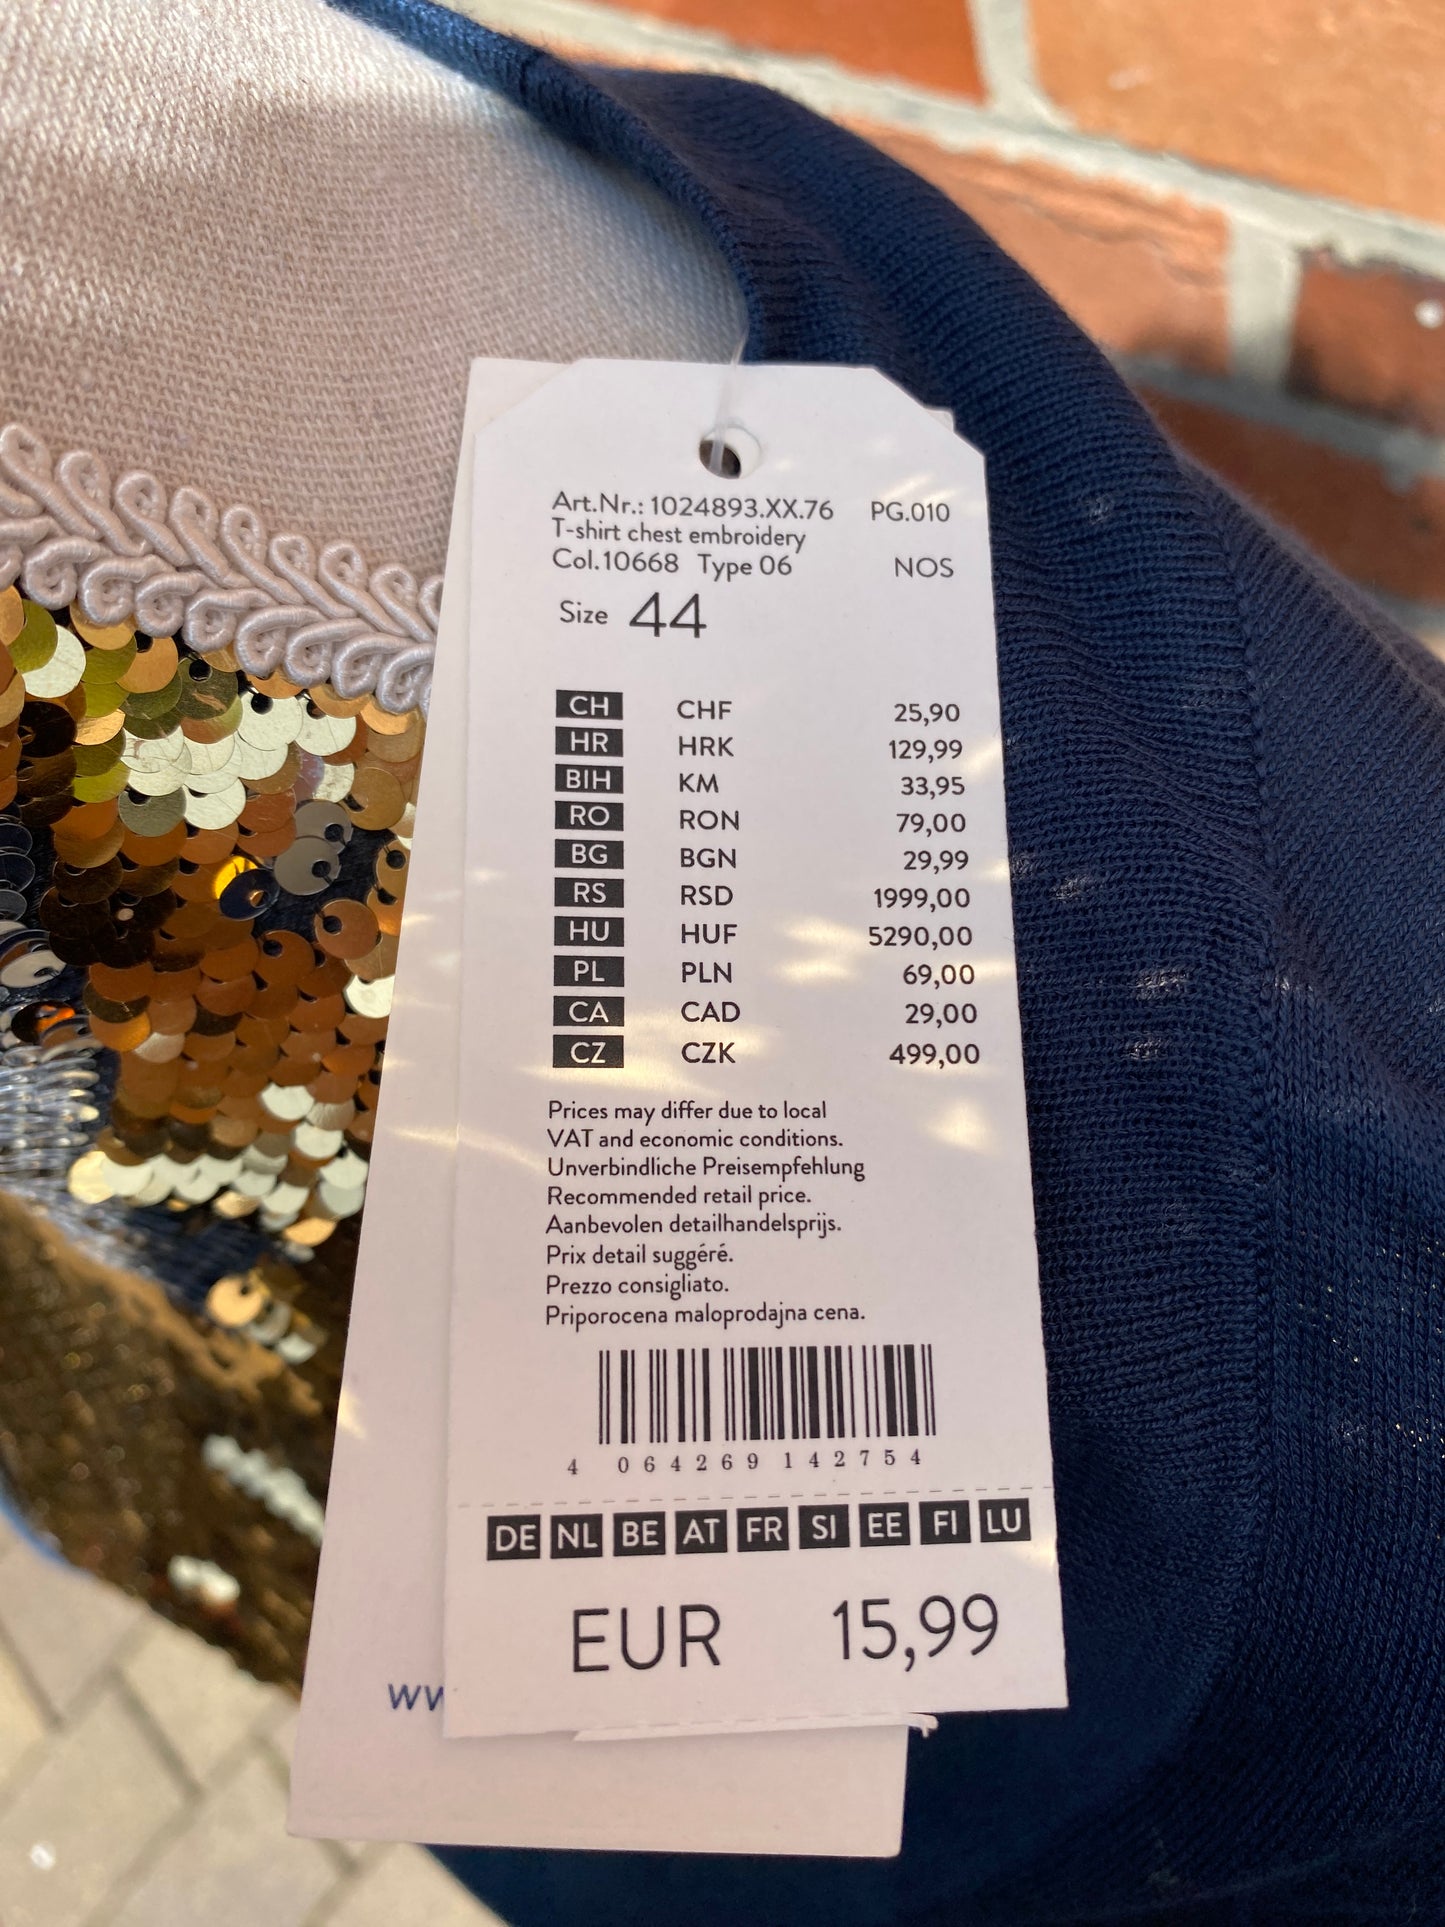 Art.Nr.: 1024893.XX.76 PG.010
T-shirt chest embroidery
Col.10668 Type 06 NOS
Size 44
CH CHF 25,90
HR HRK 129,99
BIH KM 33,95
RO RON 79,00
BG BGN 29,99
RS RSD 1999,00
HU HUF 5290,00
PL PLN 69,00
CA CAD 29,00
CZ CZK 499,00
Prices may differ due to local
VAT and economic conditions.
Unverbindliche Preisempfehlung
Recommended retail price.
Aanbevolen detailhandelsprijs.
Prix detail suggéré.
Prezzo consigliato.
Priporocena maloprodajna cena.
4 064269 142754
DE NL BE AT FR SI EE FI LU
EUR 15,99